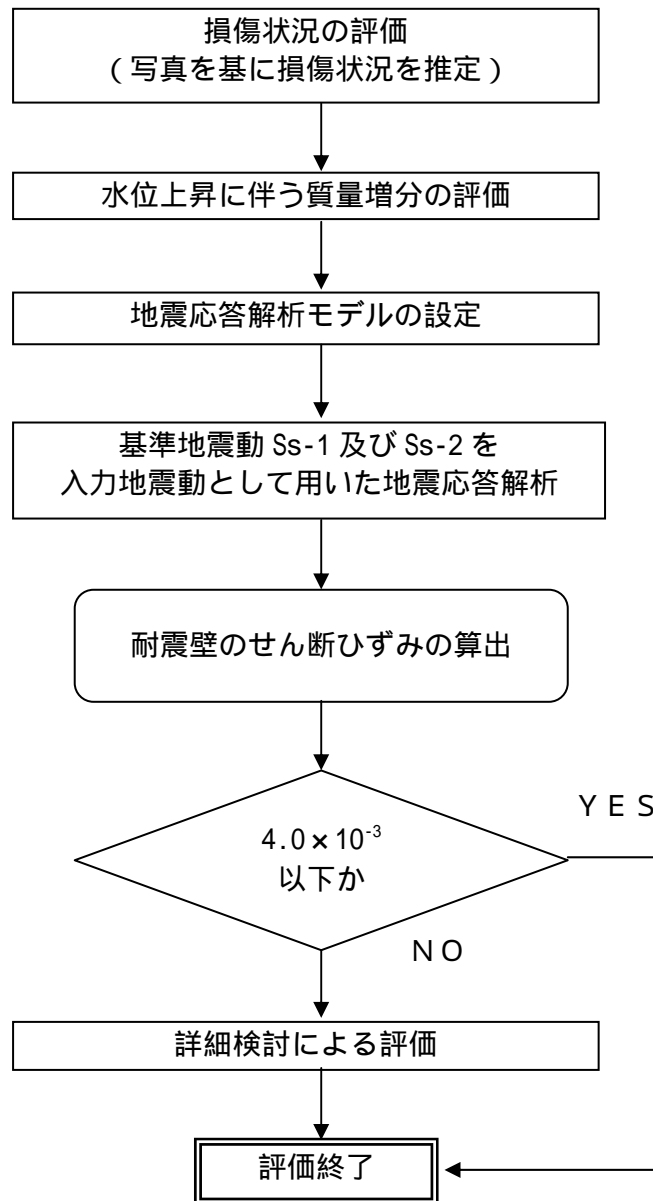 損傷状況の評価
(写真を基に損傷状況を推定)
水位上昇に伴う質量増分の評価
地震応答解析モデルの設定
基準地震動 Ss-1 及び Ss-2 を
入力地震動として用いた地震応答解析
耐震壁のせん断ひずみの算出
4.0×10⁻³
以下か
ＹＥＳ
ＮＯ
詳細検討による評価
評価終了